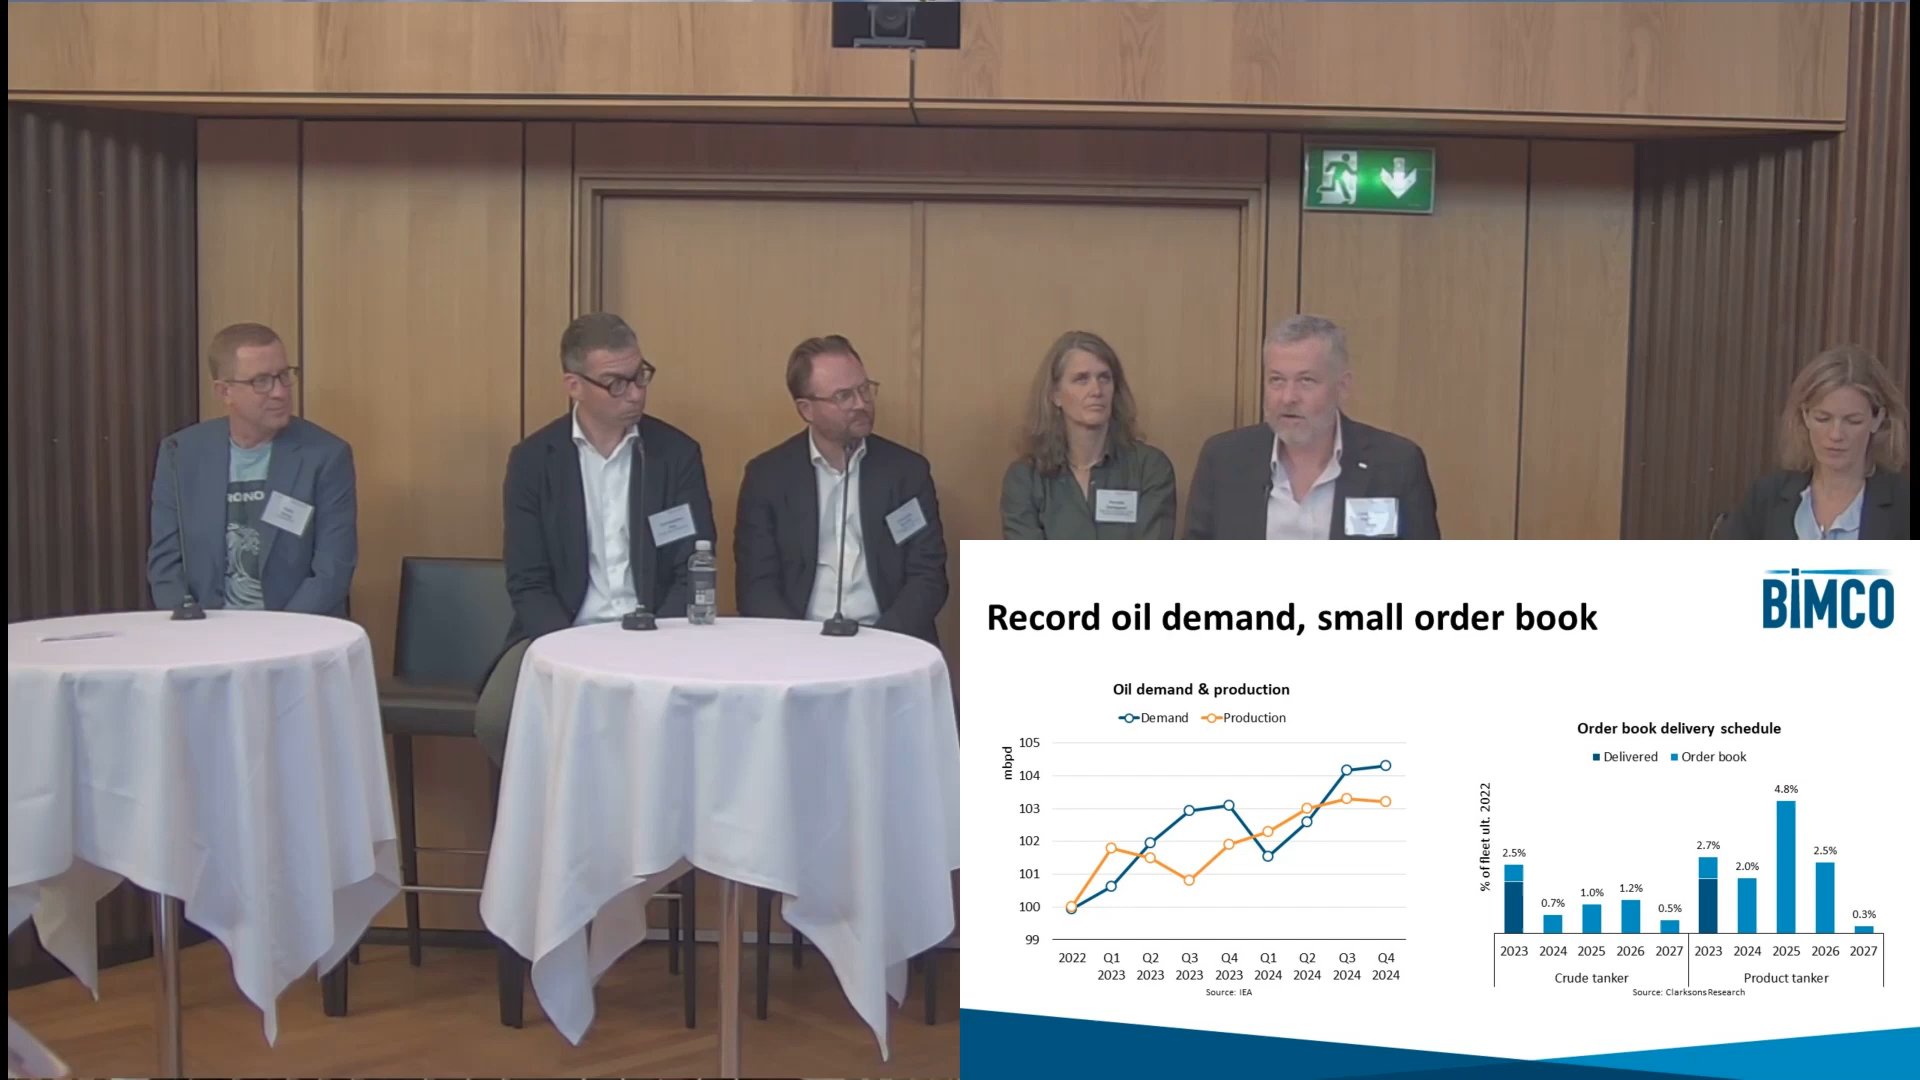 RONO
Record oil demand, small order book
BIMCO
Oil demand & production
Demand Production
mbpd
105
104
103
102
101
100
99
2022 Q1 Q2 Q3 Q4 Q1 Q2 Q3 Q4
2023 2023 2023 2023 2024 2024 2024 2024
Source: IEA
Order book delivery schedule
Delivered Order book
% of fleet ult. 2022
2.5% 0.7% 1.0% 1.2% 0.5% 2.7% 2.0% 4.8% 2.5% 0.3%
2023 2024 2025 2026 2027 2023 2024 2025 2026 2027
Crude tanker Product tanker
Source: ClarksonsResearch